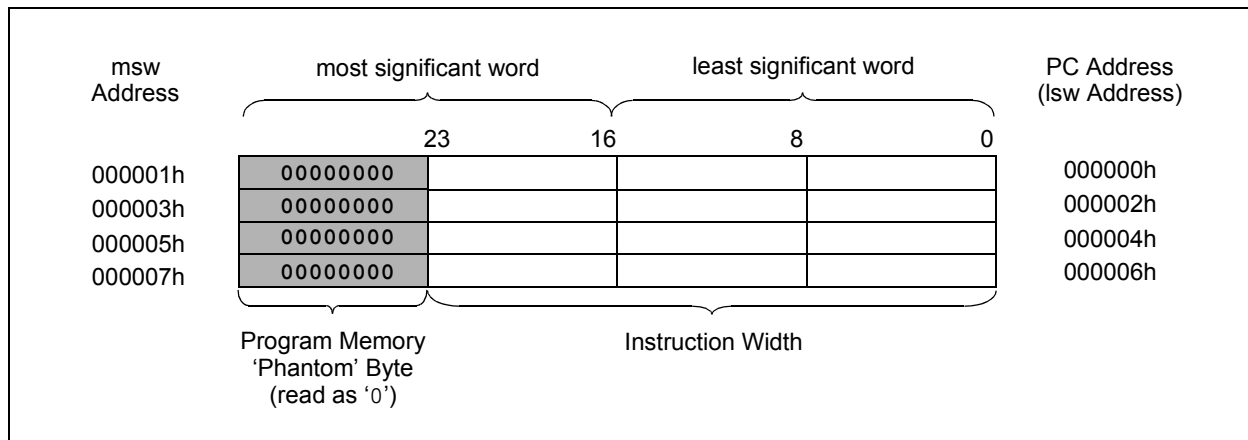 msw
Address
most significant word
least significant word
PC Address
(lsw Address)
23 16 8 0
000001h 00000000 000000h
000003h 00000000 000002h
000005h 00000000 000004h
000007h 00000000 000006h
Program Memory
‘Phantom’ Byte
(read as ‘0’)
Instruction Width